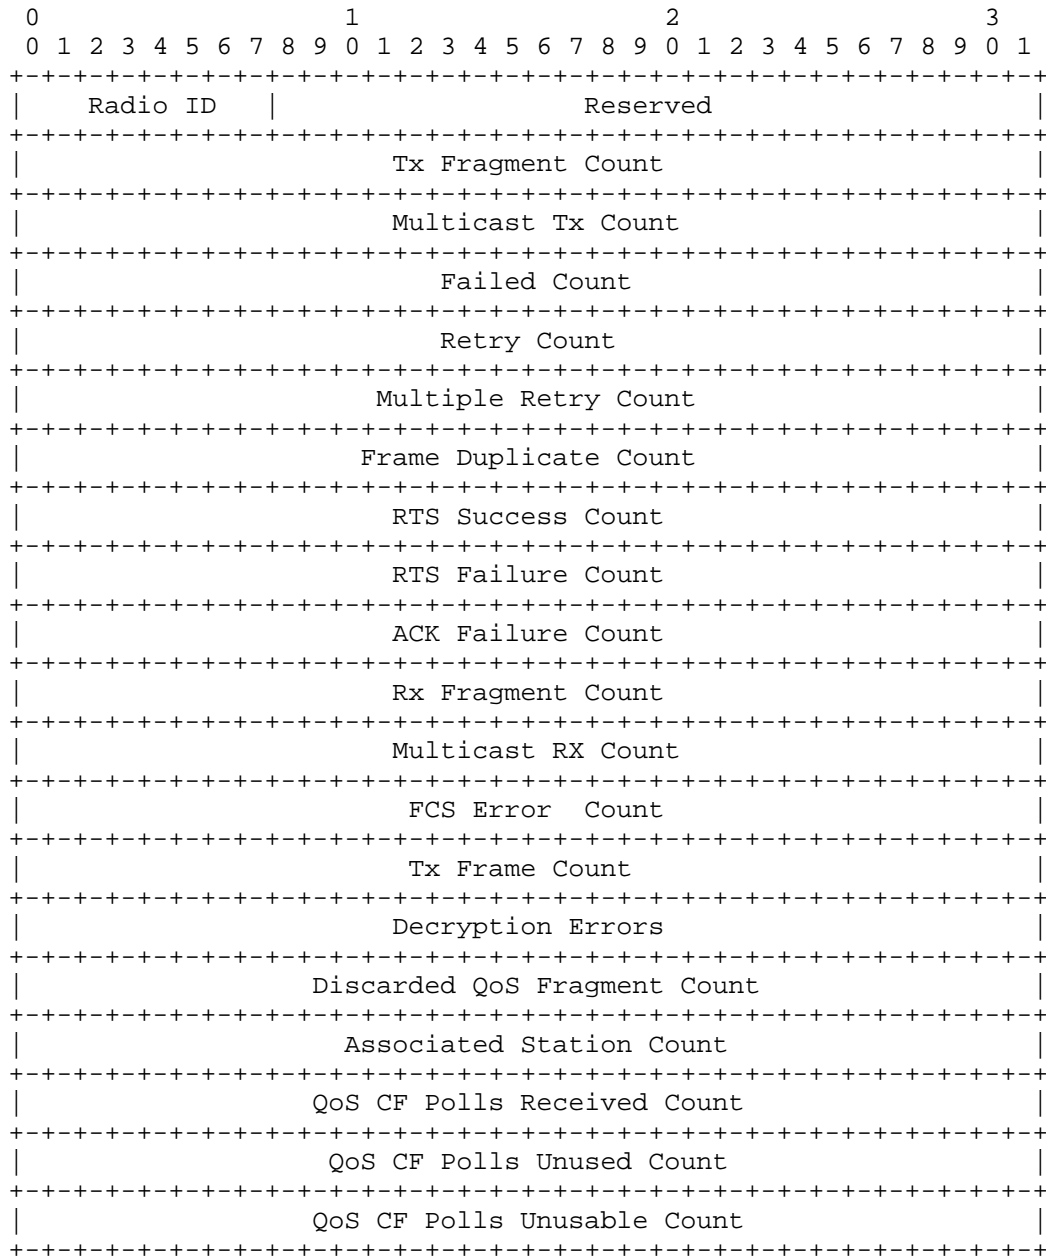 0                   1                   2                   3
 0 1 2 3 4 5 6 7 8 9 0 1 2 3 4 5 6 7 8 9 0 1 2 3 4 5 6 7 8 9 0 1
+-+-+-+-+-+-+-+-+-+-+-+-+-+-+-+-+-+-+-+-+-+-+-+-+-+-+-+-+-+-+-+-+
|    Radio ID   |                   Reserved                    |
+-+-+-+-+-+-+-+-+-+-+-+-+-+-+-+-+-+-+-+-+-+-+-+-+-+-+-+-+-+-+-+-+
|                       Tx Fragment Count                       |
+-+-+-+-+-+-+-+-+-+-+-+-+-+-+-+-+-+-+-+-+-+-+-+-+-+-+-+-+-+-+-+-+
|                       Multicast Tx Count                      |
+-+-+-+-+-+-+-+-+-+-+-+-+-+-+-+-+-+-+-+-+-+-+-+-+-+-+-+-+-+-+-+-+
|                          Failed Count                         |
+-+-+-+-+-+-+-+-+-+-+-+-+-+-+-+-+-+-+-+-+-+-+-+-+-+-+-+-+-+-+-+-+
|                          Retry Count                          |
+-+-+-+-+-+-+-+-+-+-+-+-+-+-+-+-+-+-+-+-+-+-+-+-+-+-+-+-+-+-+-+-+
|                      Multiple Retry Count                     |
+-+-+-+-+-+-+-+-+-+-+-+-+-+-+-+-+-+-+-+-+-+-+-+-+-+-+-+-+-+-+-+-+
|                     Frame Duplicate Count                     |
+-+-+-+-+-+-+-+-+-+-+-+-+-+-+-+-+-+-+-+-+-+-+-+-+-+-+-+-+-+-+-+-+
|                       RTS Success Count                       |
+-+-+-+-+-+-+-+-+-+-+-+-+-+-+-+-+-+-+-+-+-+-+-+-+-+-+-+-+-+-+-+-+
|                       RTS Failure Count                       |
+-+-+-+-+-+-+-+-+-+-+-+-+-+-+-+-+-+-+-+-+-+-+-+-+-+-+-+-+-+-+-+-+
|                       ACK Failure Count                       |
+-+-+-+-+-+-+-+-+-+-+-+-+-+-+-+-+-+-+-+-+-+-+-+-+-+-+-+-+-+-+-+-+
|                       Rx Fragment Count                       |
+-+-+-+-+-+-+-+-+-+-+-+-+-+-+-+-+-+-+-+-+-+-+-+-+-+-+-+-+-+-+-+-+
|                       Multicast RX Count                      |
+-+-+-+-+-+-+-+-+-+-+-+-+-+-+-+-+-+-+-+-+-+-+-+-+-+-+-+-+-+-+-+-+
|                        FCS Error  Count                       |
+-+-+-+-+-+-+-+-+-+-+-+-+-+-+-+-+-+-+-+-+-+-+-+-+-+-+-+-+-+-+-+-+
|                        Tx Frame Count                         |
+-+-+-+-+-+-+-+-+-+-+-+-+-+-+-+-+-+-+-+-+-+-+-+-+-+-+-+-+-+-+-+-+
|                       Decryption Errors                       |
+-+-+-+-+-+-+-+-+-+-+-+-+-+-+-+-+-+-+-+-+-+-+-+-+-+-+-+-+-+-+-+-+
|                  Discarded QoS Fragment Count                 |
+-+-+-+-+-+-+-+-+-+-+-+-+-+-+-+-+-+-+-+-+-+-+-+-+-+-+-+-+-+-+-+-+
|                    Associated Station Count                   |
+-+-+-+-+-+-+-+-+-+-+-+-+-+-+-+-+-+-+-+-+-+-+-+-+-+-+-+-+-+-+-+-+
|                  QoS CF Polls Received Count                  |
+-+-+-+-+-+-+-+-+-+-+-+-+-+-+-+-+-+-+-+-+-+-+-+-+-+-+-+-+-+-+-+-+
|                   QoS CF Polls Unused Count                   |
+-+-+-+-+-+-+-+-+-+-+-+-+-+-+-+-+-+-+-+-+-+-+-+-+-+-+-+-+-+-+-+-+
|                  QoS CF Polls Unusable Count                  |
+-+-+-+-+-+-+-+-+-+-+-+-+-+-+-+-+-+-+-+-+-+-+-+-+-+-+-+-+-+-+-+-+